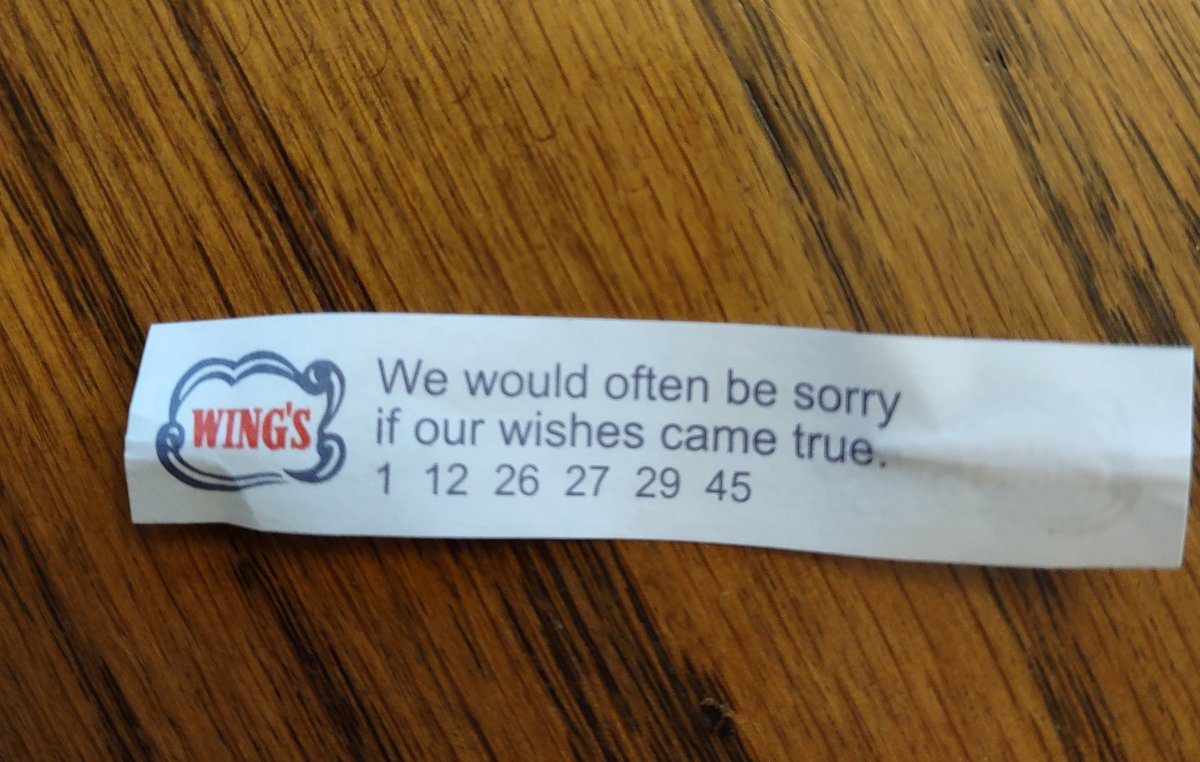 WING'S
We would often be sorry
if our wishes came true.
1 12 26 27 29 45